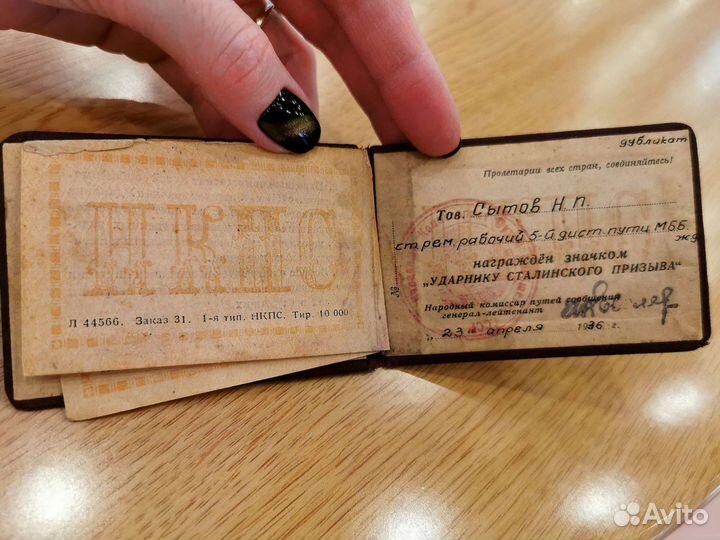 НКПС
Л 44566. Заказ 31. 1-я тип. НКПС. Тир. 10 000
дубликат
Пролетарии всех стран, соединяйтесь!
Тов. Сытов Н.П.
ст рем. рабочий 5-й дист. пути МББ
жд
награждён значком
„УДАРНИКУ СТАЛИНСКОГО ПРИЗЫВА“
№
Народный комиссар путей сообщения
генерал-лейтенант
„23 апреля 1936 г.
Avito